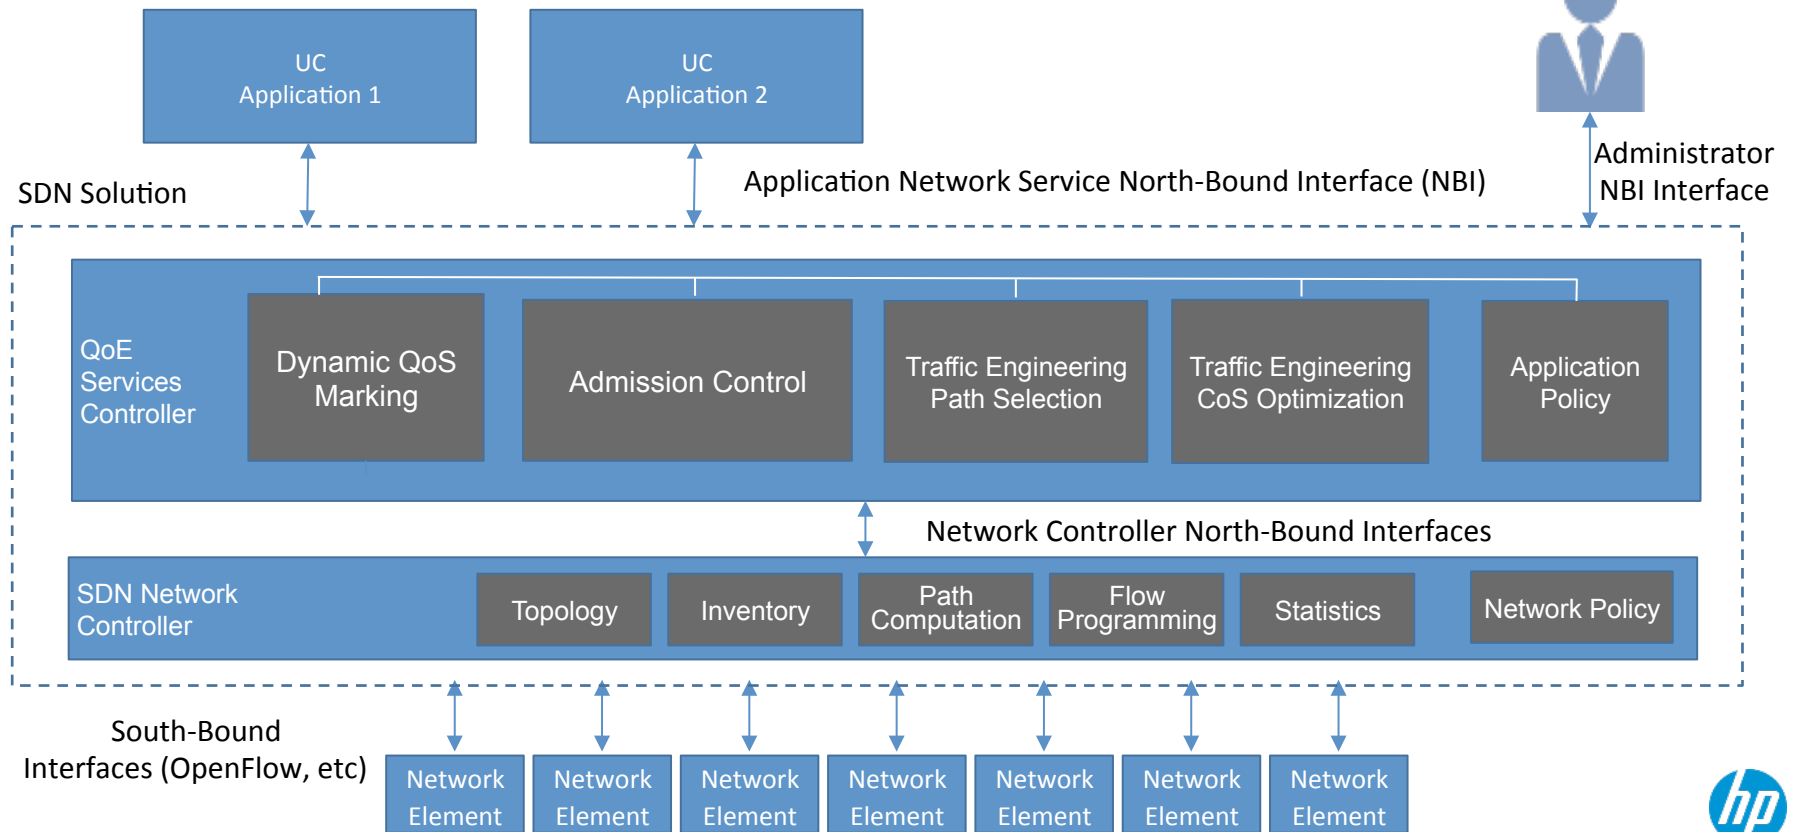 UC
Application 1
UC
Application 2
Administrator
NBI Interface
SDN Solution
Application Network Service North-Bound Interface (NBI)
QoE
Services
Controller
Dynamic QoS
Marking
Admission Control
Traffic Engineering
Path Selection
Traffic Engineering
CoS Optimization
Application
Policy
Network Controller North-Bound Interfaces
SDN Network
Controller
Topology
Inventory
Path
Computation
Flow
Programming
Statistics
Network Policy
South-Bound
Interfaces (OpenFlow, etc)
Network
Element
Network
Element
Network
Element
Network
Element
Network
Element
Network
Element
Network
Element
hp